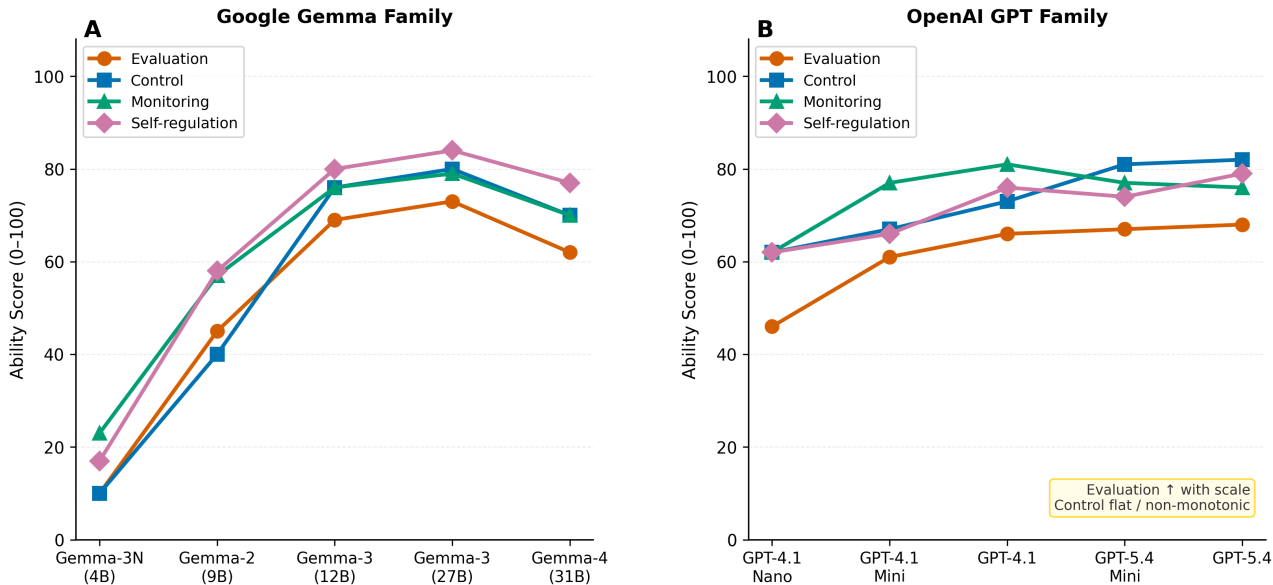 Google Gemma Family
A
Evaluation
Control
Monitoring
Self-regulation
Ability Score (0–100)
100
80
60
40
20
0
Gemma-3N
(4B)
Gemma-2
(9B)
Gemma-3
(12B)
Gemma-3
(27B)
Gemma-4
(31B)
OpenAI GPT Family
B
Evaluation
Control
Monitoring
Self-regulation
Ability Score (0–100)
100
80
60
40
20
0
Evaluation ↑ with scale
Control flat / non-monotonic
GPT-4.1
Nano
GPT-4.1
Mini
GPT-4.1
GPT-5.4
Mini
GPT-5.4